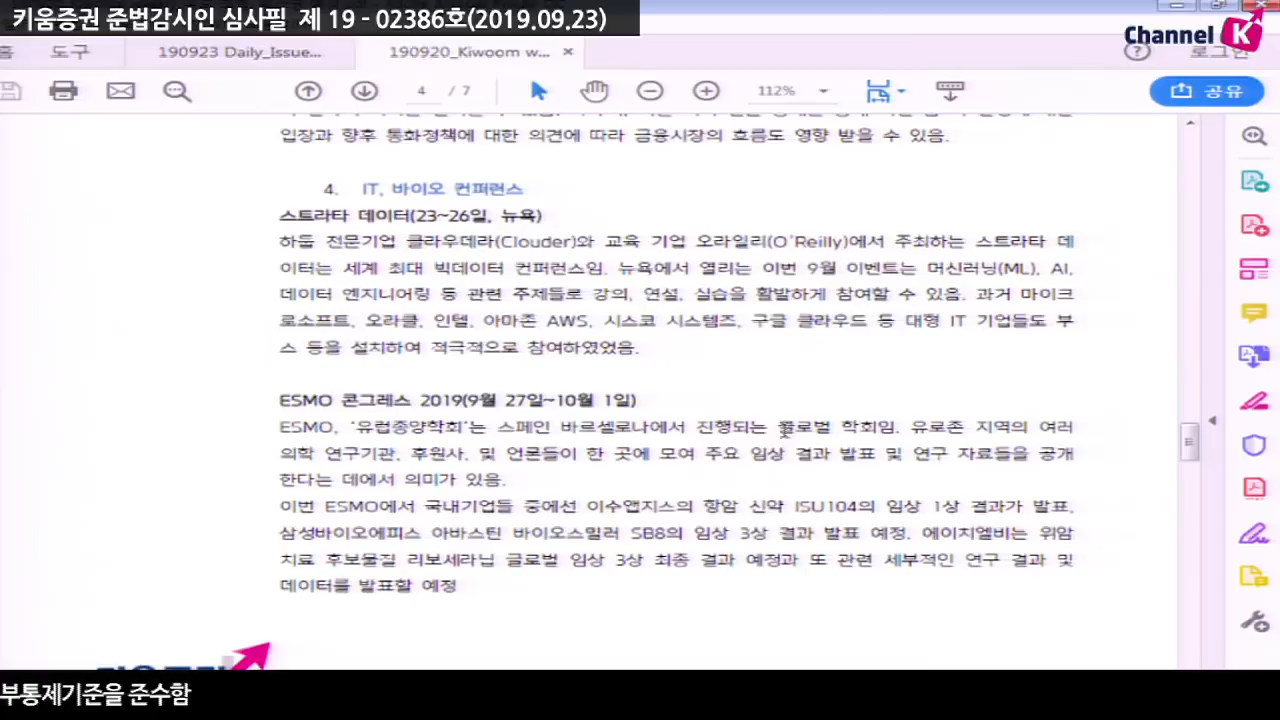 키움증권 준법감시인 심사필 제 19 - 02386호(2019.09.23)
Channel K
홈 도구 190923 Daily_Issue... 190920_Kiwoom w... × ? 로그인
4 / 7 112% 공유
입장과 향후 통화정책에 대한 의견에 따라 금융시장의 흐름도 영향 받을 수 있음.
4. IT, 바이오 컨퍼런스
스트라타 데이터(23~26일, 뉴욕)
하둡 전문기업 클라우데라(Clouder)와 교육 기업 오라일리(O'Reilly)에서 주최하는 스트라타 데
이터는 세계 최대 빅데이터 컨퍼런스임. 뉴욕에서 열리는 이번 9월 이벤트는 머신러닝(ML), AI,
데이터 엔지니어링 등 관련 주제들로 강의, 연설, 실습을 활발하게 참여할 수 있음. 과거 마이크
로소프트, 오라클, 인텔, 아마존 AWS, 시스코 시스템즈, 구글 클라우드 등 대형 IT 기업들도 부
스 등을 설치하여 적극적으로 참여하였었음.
ESMO 콘그레스 2019(9월 27일~10월 1일)
ESMO, '유럽종양학회'는 스페인 바르셀로나에서 진행되는 글로벌 학회임. 유로존 지역의 여러
의학 연구기관, 후원사, 및 언론들이 한 곳에 모여 주요 임상 결과 발표 및 연구 자료들을 공개
한다는 데에서 의미가 있음.
이번 ESMO에서 국내기업들 중에선 이수앱지스의 항암 신약 ISU104의 임상 1상 결과가 발표,
삼성바이오에피스 아바스틴 바이오스밀러 SB8의 임상 3상 결과 발표 예정. 에이치엘비는 위암
치료 후보물질 리보세라닙 글로벌 임상 3상 최종 결과 예정과 또 관련 세부적인 연구 결과 및
데이터를 발표할 예정
부통제기준을 준수함